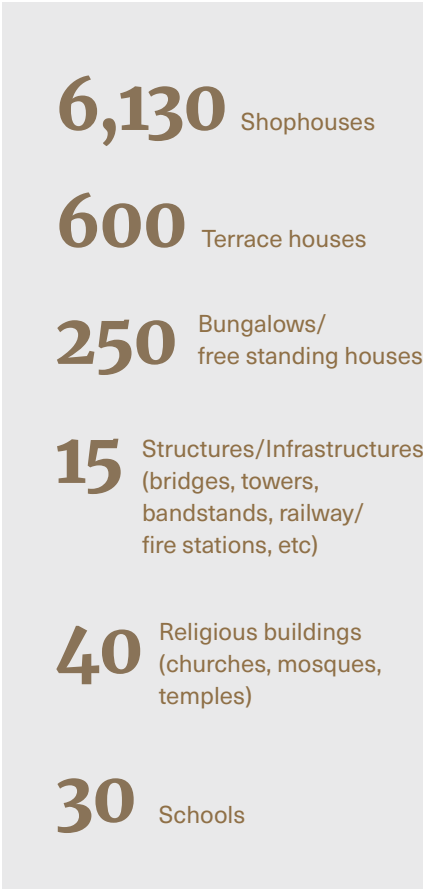 6,130 Shophouses
600 Terrace houses
250 Bungalows/
free standing houses
15 Structures/Infrastructures
(bridges, towers,
bandstands, railway/
fire stations, etc)
40 Religious buildings
(churches, mosques,
temples)
30 Schools